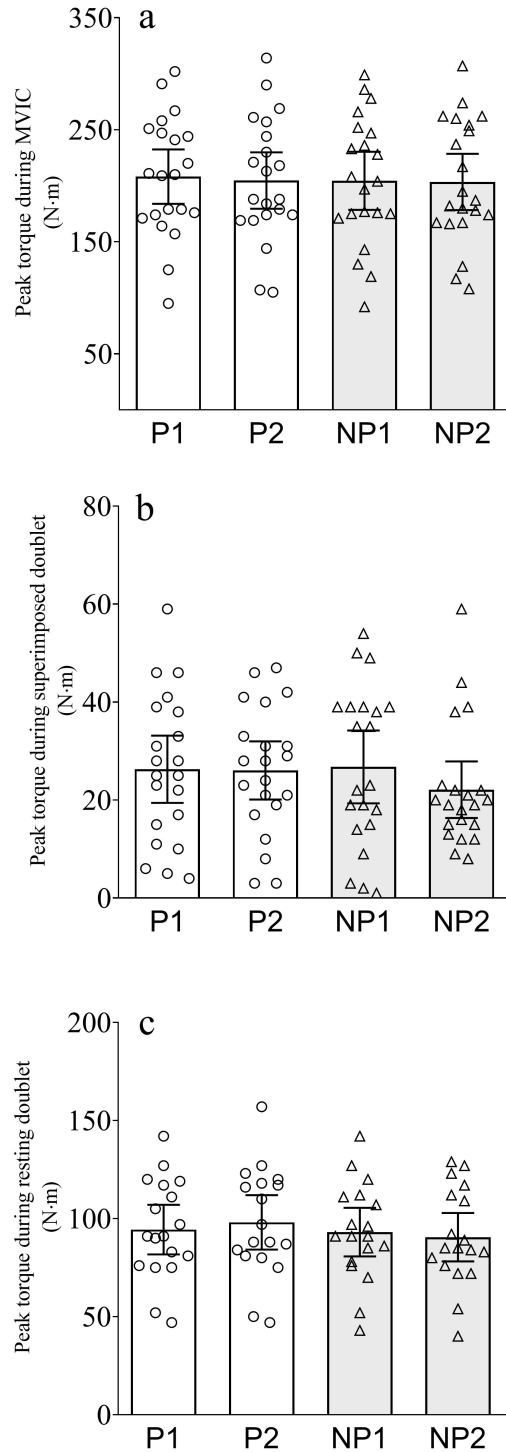 a
Peak torque during MVIC
(N·m)
350
250
150
50
P1 P2 NP1 NP2
b
Peak torque during superimposed doublet
(N·m)
80
60
40
20
0
P1 P2 NP1 NP2
c
Peak torque during resting doublet
(N·m)
200
150
100
50
0
P1 P2 NP1 NP2